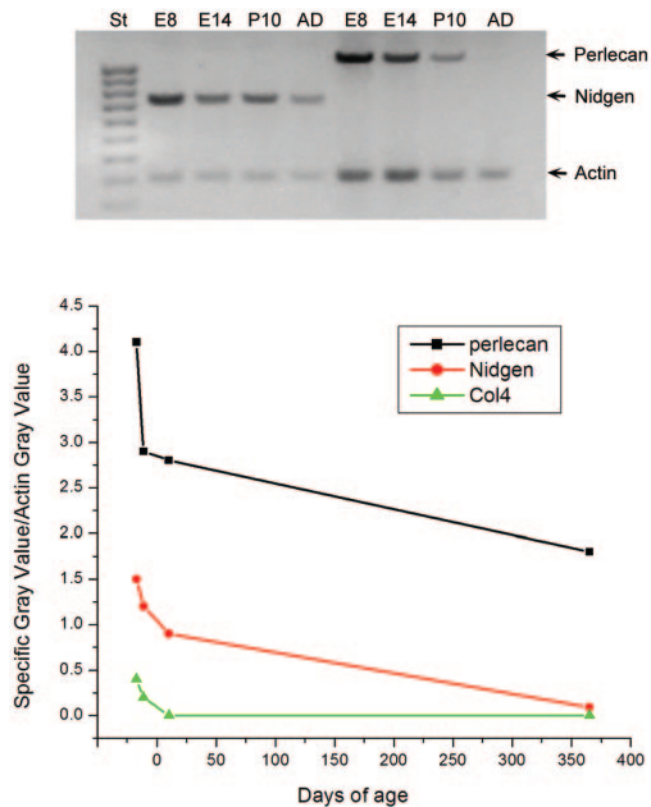 St E8 E14 P10 AD E8 E14 P10 AD
Perlecan
Nidgen
Actin
4.5
4.0
3.5
3.0
2.5
2.0
1.5
1.0
0.5
0.0
Specific Gray Value/Actin Gray Value
perlecan
Nidgen
Col4
0 50 100 150 200 250 300 350 400
Days of age